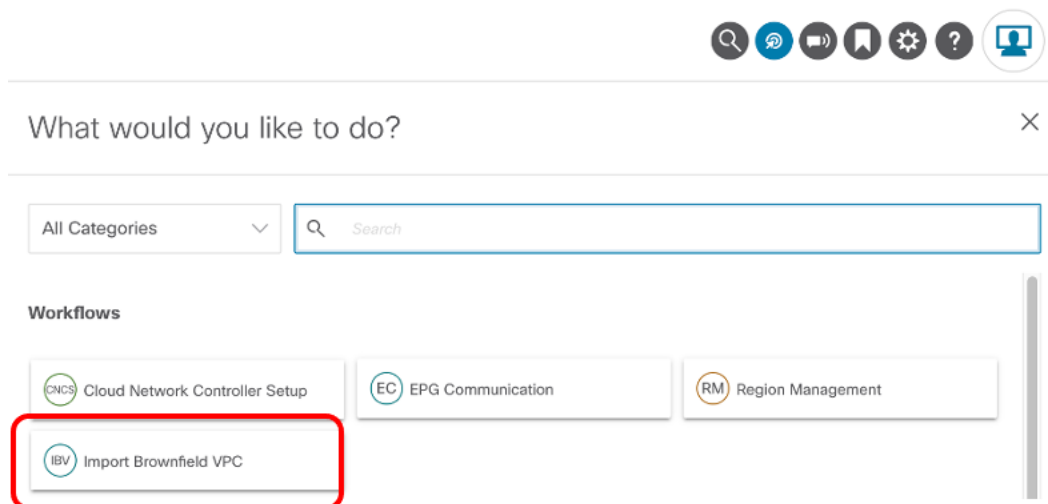 ?
What would you like to do?
All Categories
Search
Workflows
CNCS Cloud Network Controller Setup
EC EPG Communication
RM Region Management
IBV Import Brownfield VPC